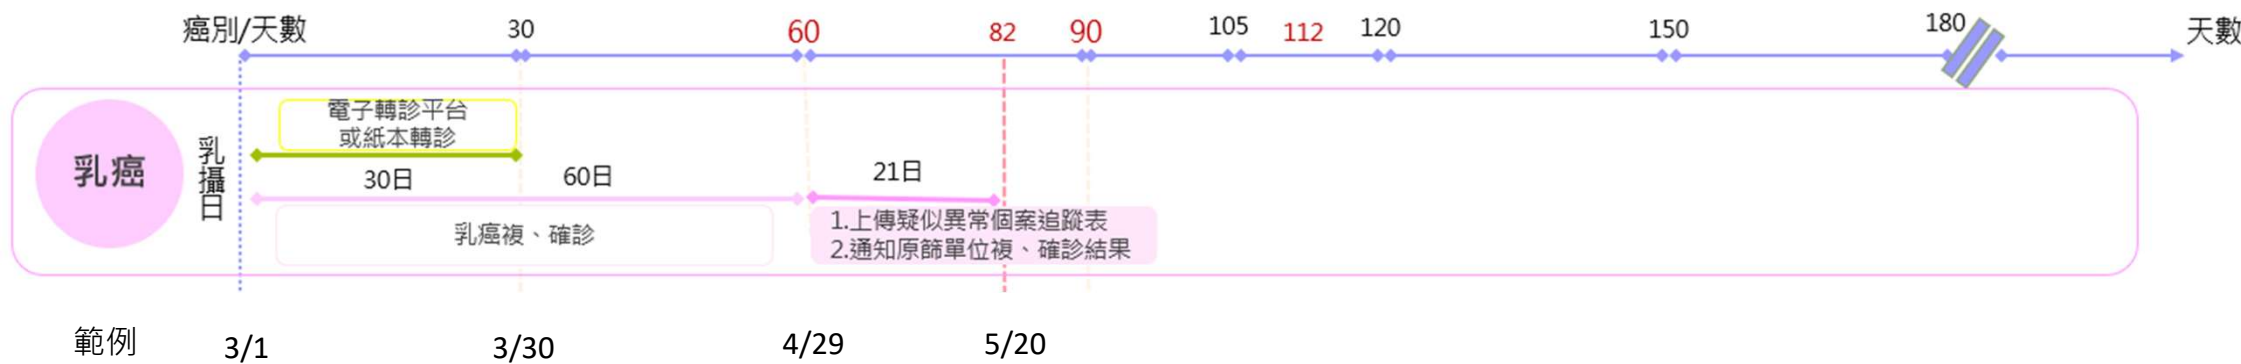 癌別/天數 30 60 82 90 105 112 120 150 180 天數
電子轉診平台
或紙本轉診
乳癌
乳攝日
30日 60日 21日
乳癌複、確診
1.上傳疑似異常個案追蹤表
2.通知原篩單位複、確診結果
範例 3/1 3/30 4/29 5/20